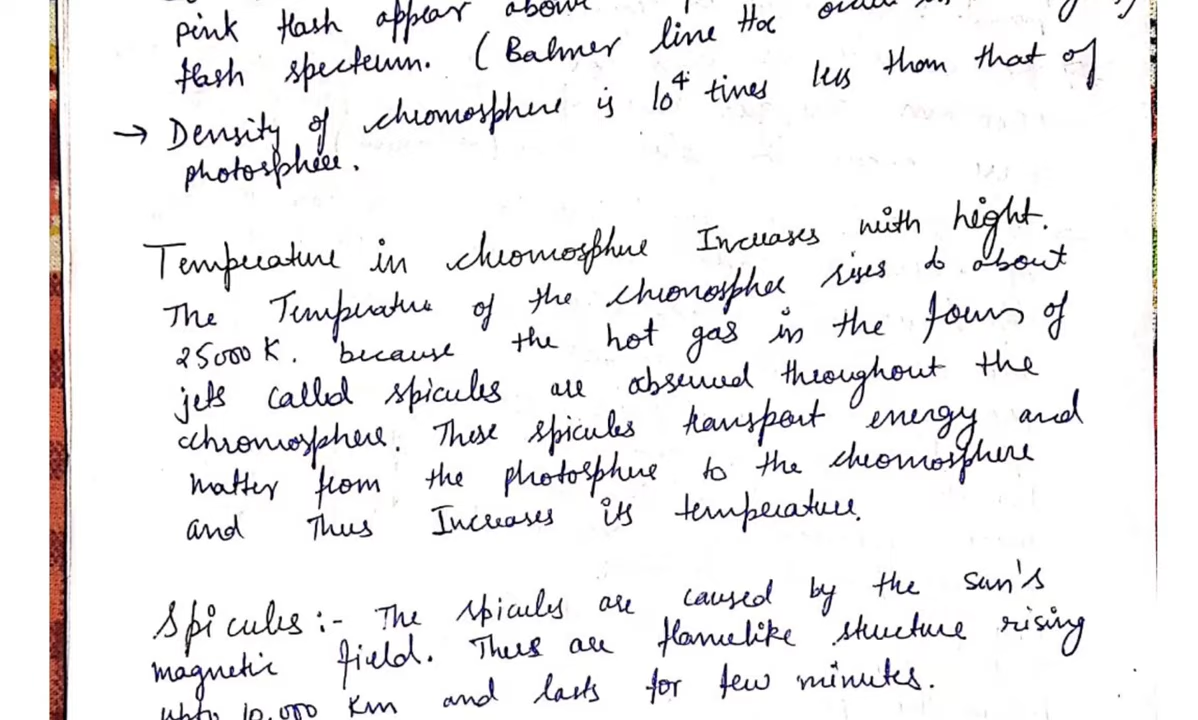 pink flash appear above
flash spectrum. ( Balmer line Hα
→ Density of chromosphere is 10⁴ times less than that of
photosphere.
Temperature in chromosphere Increases with hight.
The Temperature of the chromosphere rises to about
25000 K. because the hot gas in the form of
jets called spicules are observed throughout the
chromosphere. These spicules transport energy and
matter from the photosphere to the chromosphere
and Thus Increases its temperature.
Spicules :- The spicules are caused by the sun's
magnetic field. Thes are flamelike structure rising
upto 10,000 Km and lasts for few minutes.